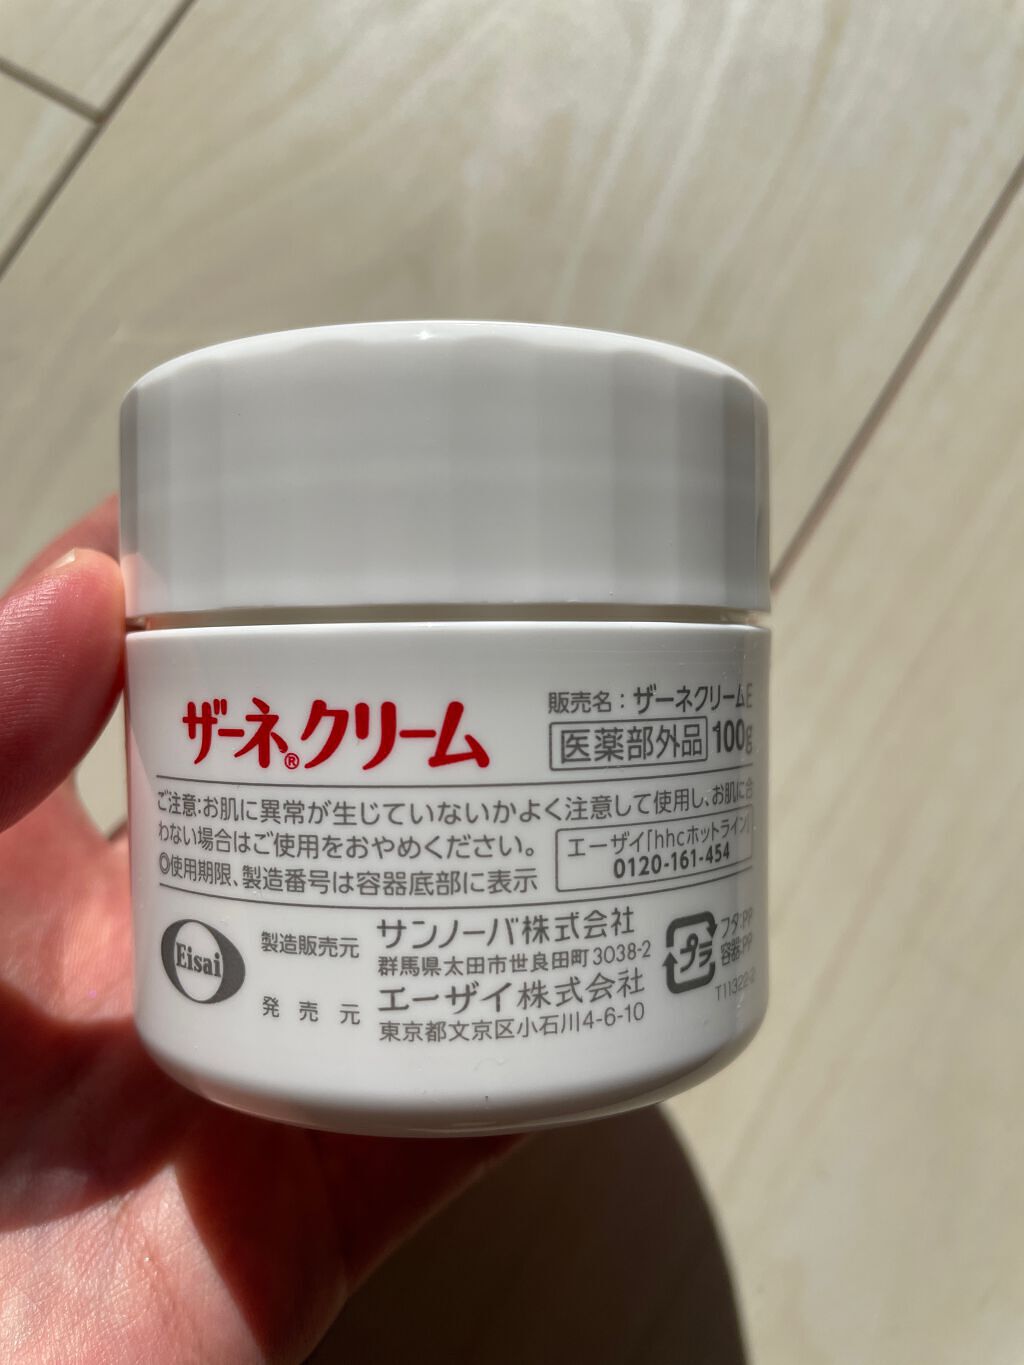 ザーネ®クリーム
販売名：ザーネクリームE
医薬部外品 100g
ご注意：お肌に異常が生じていないかよく注意して使用し、お肌に合
わない場合はご使用をおやめください。
◎使用期限、製造番号は容器底部に表示
エーザイ「hhcホットライン」
0120-161-454
Eisai
製造販売元 サンノーバ株式会社
群馬県太田市世良田町3038-2
発売元 エーザイ株式会社
東京都文京区小石川4-6-10
プラ
フタ:PP
容器:PP